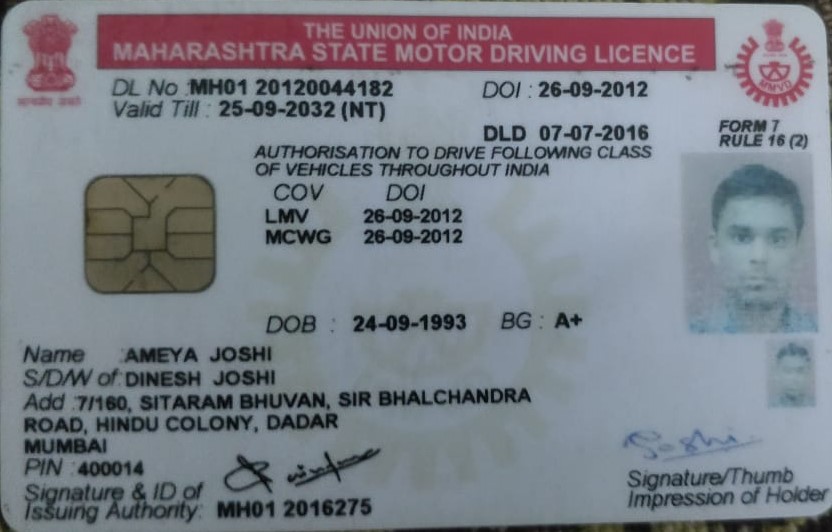 THE UNION OF INDIA
MAHARASHTRA STATE MOTOR DRIVING LICENCE
DL No : MH01 20120044182 DOI : 26-09-2012
Valid Till : 25-09-2032 (NT)
DLD 07-07-2016
FORM 7
RULE 16 (2)
AUTHORISATION TO DRIVE FOLLOWING CLASS
OF VEHICLES THROUGHOUT INDIA
COV DOI
LMV 26-09-2012
MCWG 26-09-2012
DOB : 24-09-1993 BG : A+
Name : AMEYA JOSHI
S/D/W of : DINESH JOSHI
Add : 7/160, SITARAM BHUVAN, SIR BHALCHANDRA
ROAD, HINDU COLONY, DADAR
MUMBAI
PIN : 400014
Signature & ID of
Issuing Authority: MH01 2016275
Joshi
Signature/Thumb
Impression of Holder
सत्यमेव जयते
MMVD